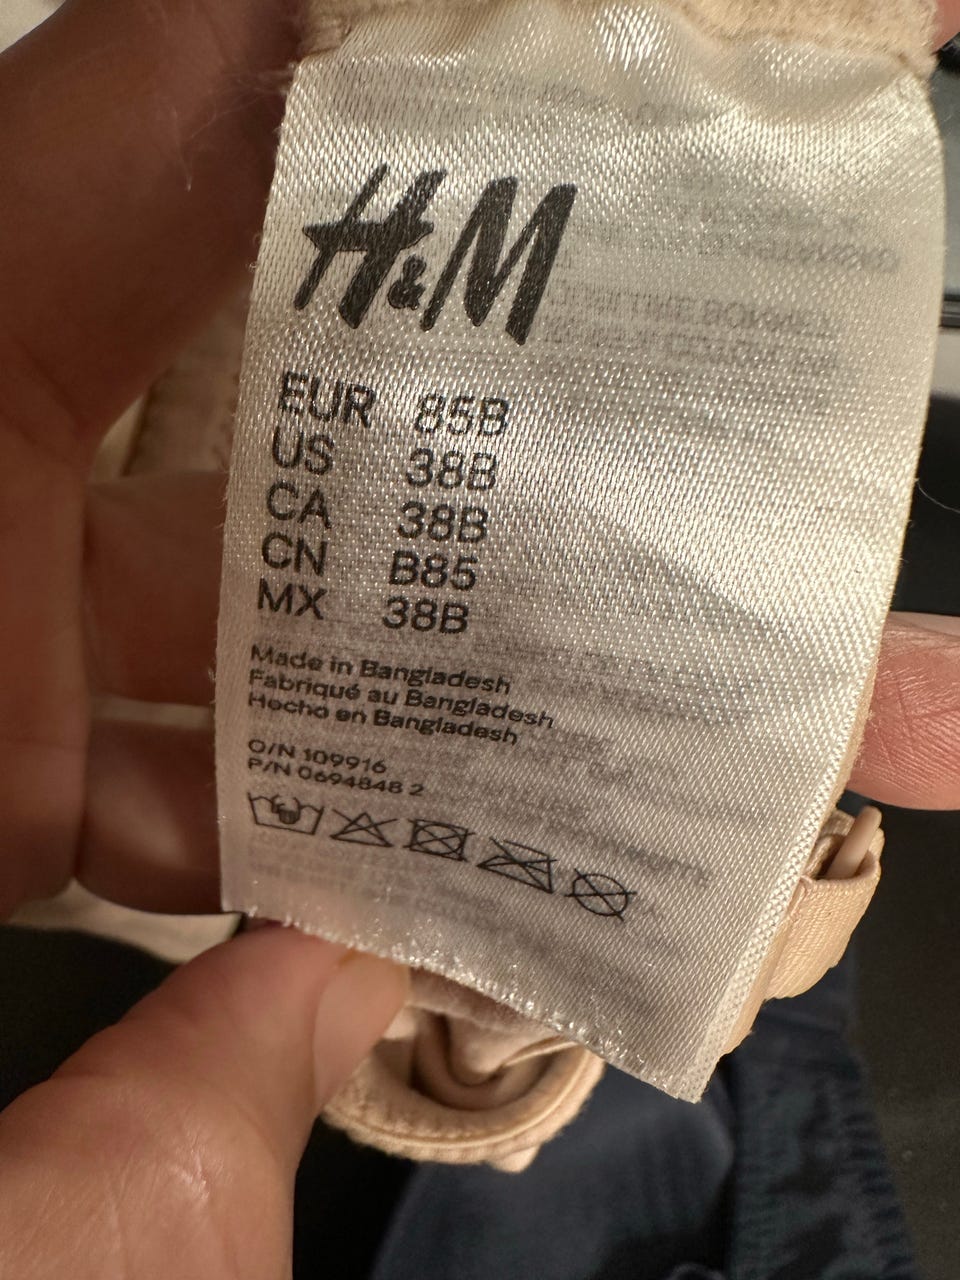 H&M
EUR 85B
US 38B
CA 38B
CN B85
MX 38B
Made in Bangladesh
Fabriqué au Bangladesh
Hecho en Bangladesh
O/N 109916
P/N 0694848 2